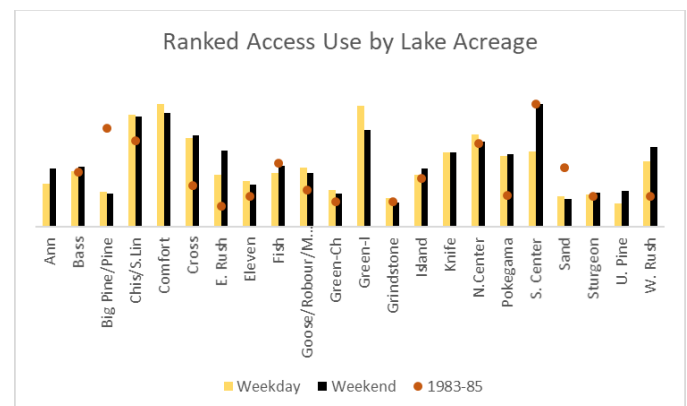 Ranked Access Use by Lake Acreage
Ann
Bass
Big Pine/Pine
Chis/S.Lin
Comfort
Cross
E. Rush
Eleven
Fish
Goose/Robour/M...
Green-Ch
Green-I
Grindstone
Island
Knife
N.Center
Pokegama
S. Center
Sand
Sturgeon
U. Pine
W. Rush
Weekday Weekend 1983-85